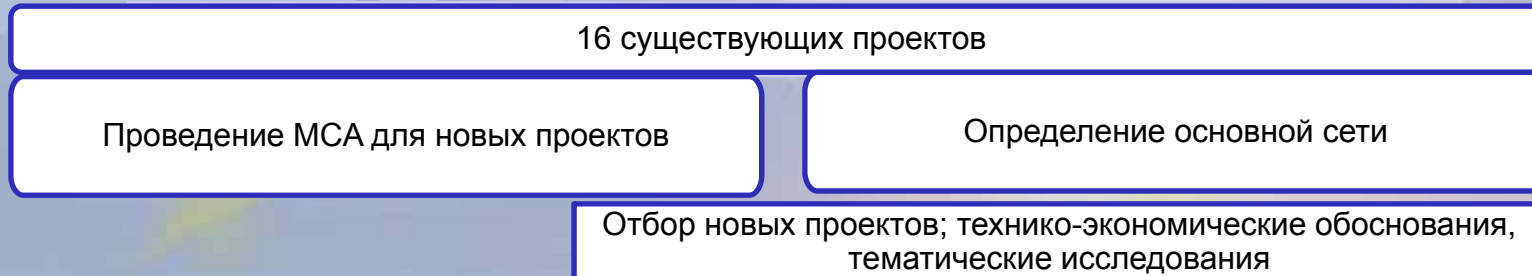 16 существующих проектов
Проведение МСА для новых проектов
Определение основной сети
Отбор новых проектов; технико-экономические обоснования,
тематические исследования